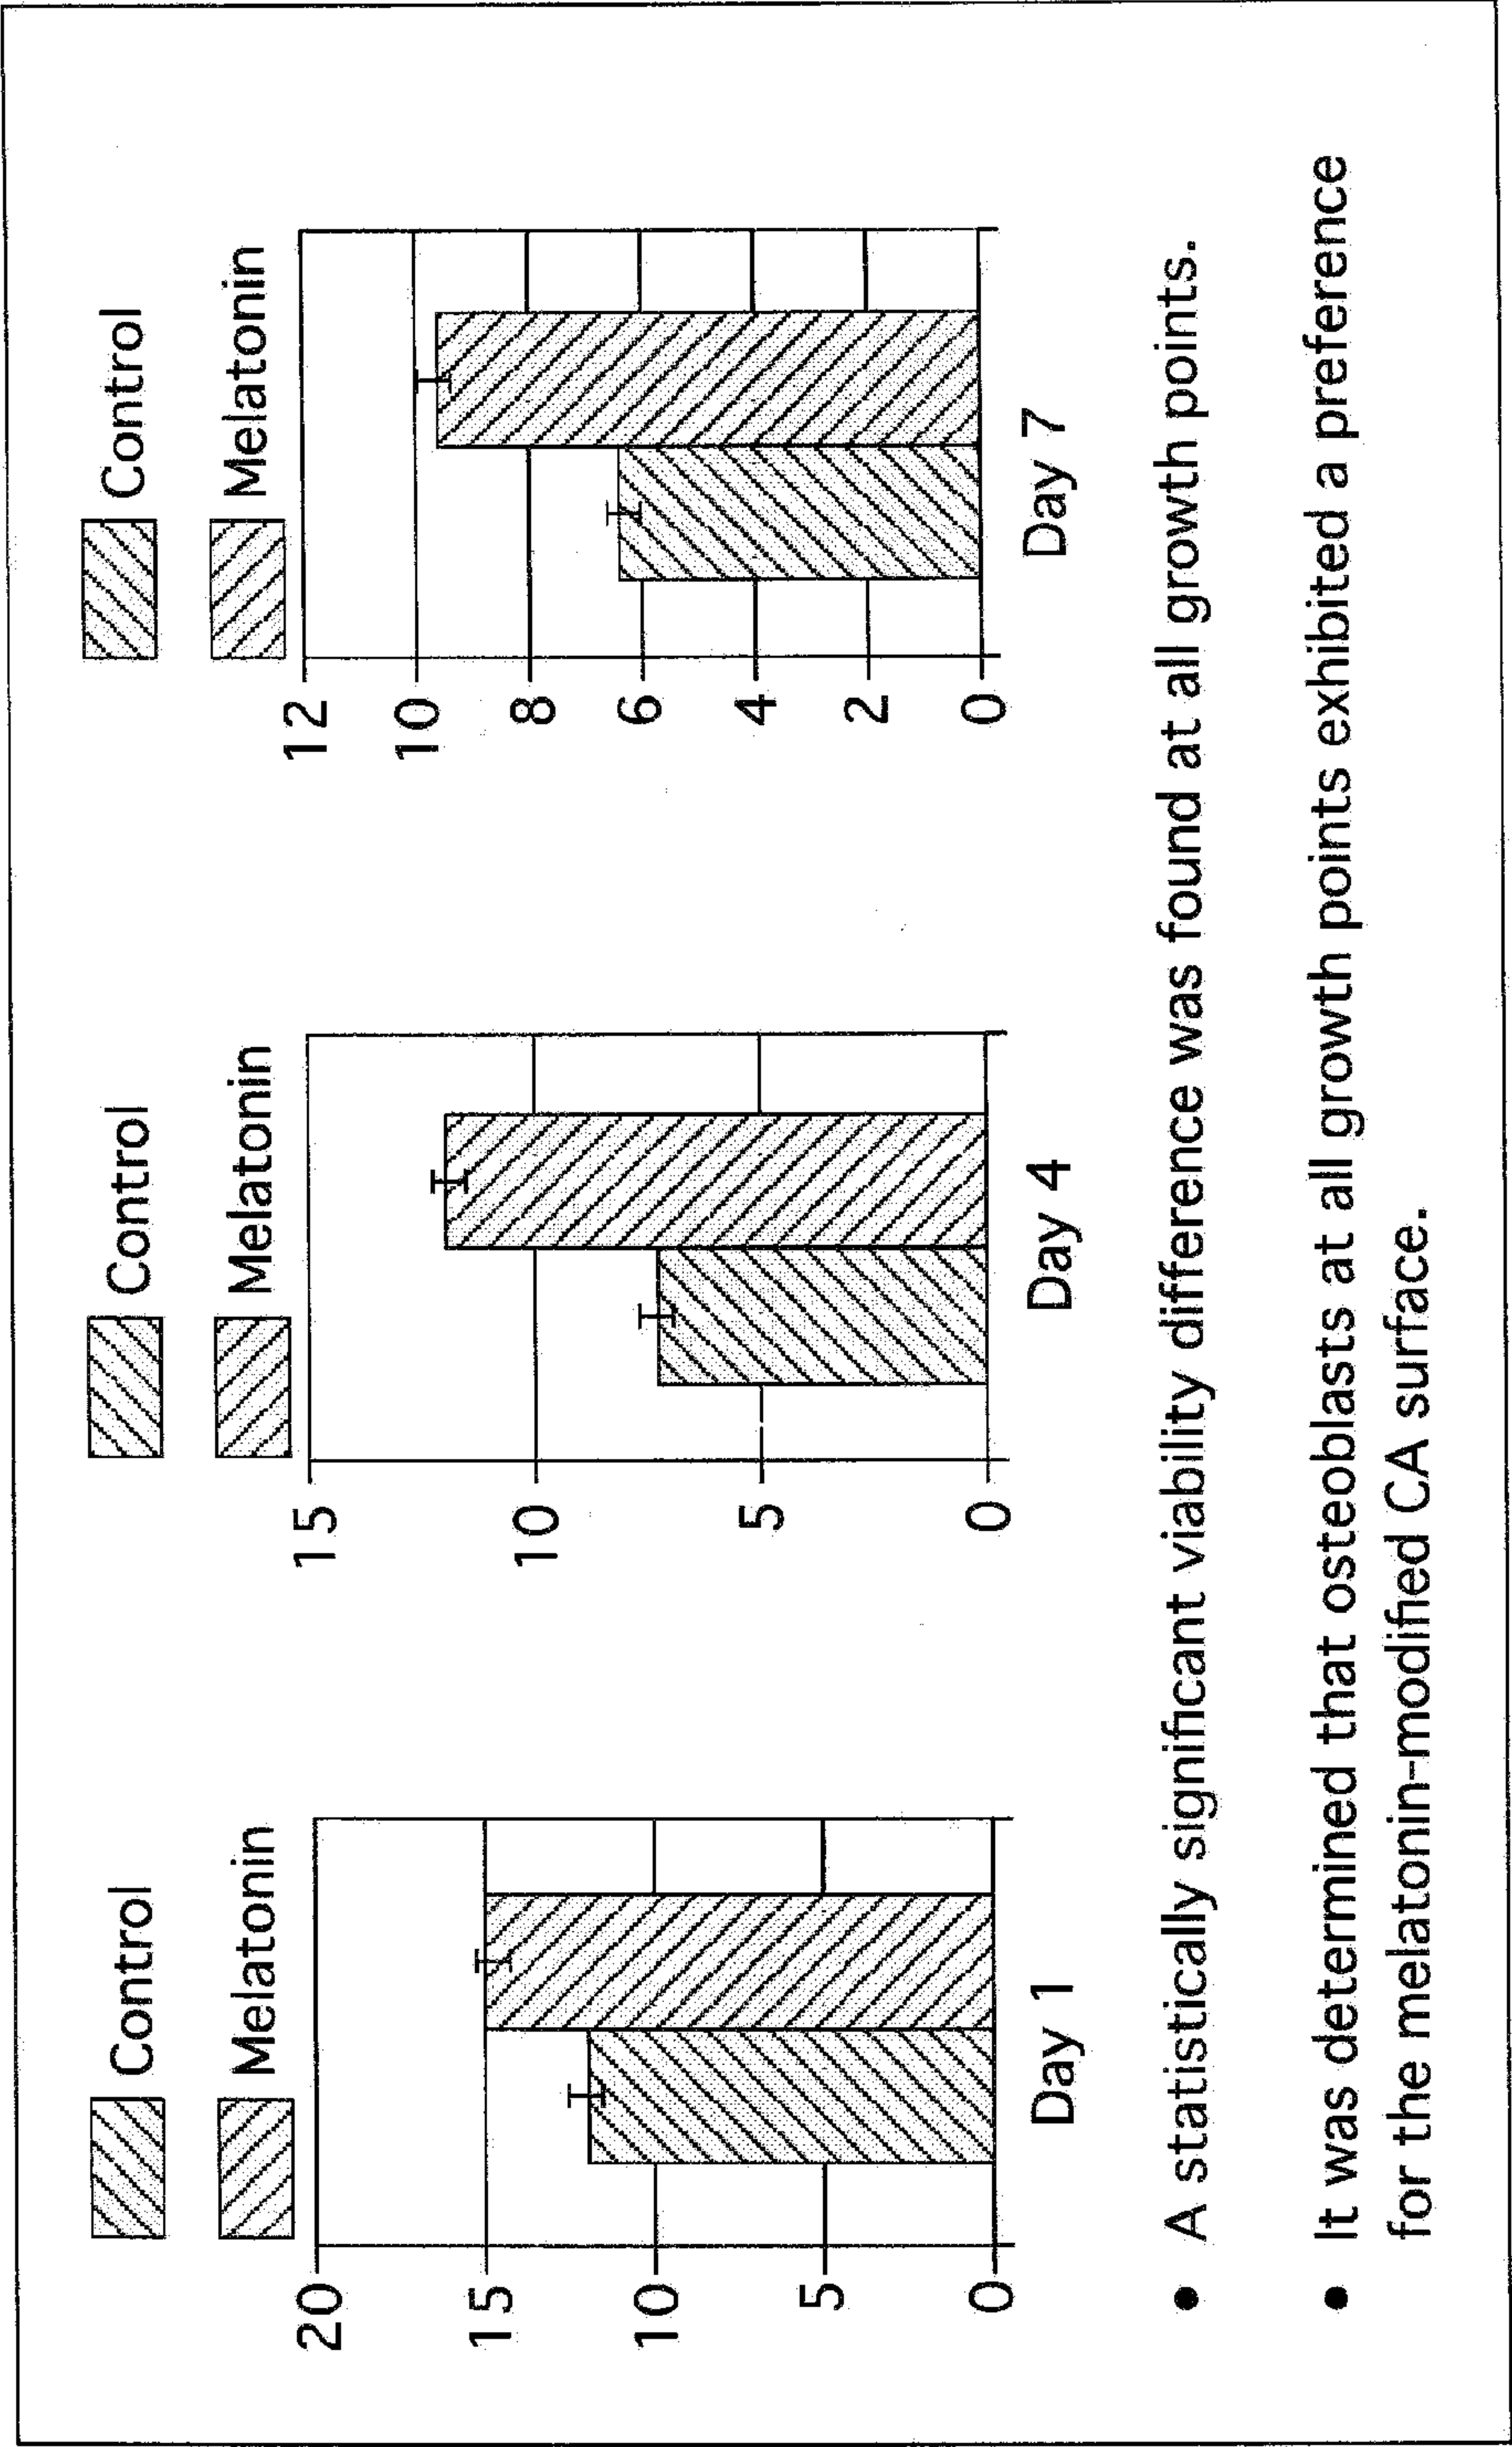 Control
Melatonin
20
15
10
5
0
Day 1
Control
Melatonin
15
10
5
0
Day 4
Control
Melatonin
12
10
8
6
4
2
0
Day 7
● A statistically significant viability difference was found at all growth points.
● It was determined that osteoblasts at all growth points exhibited a preference
for the melatonin-modified CA surface.